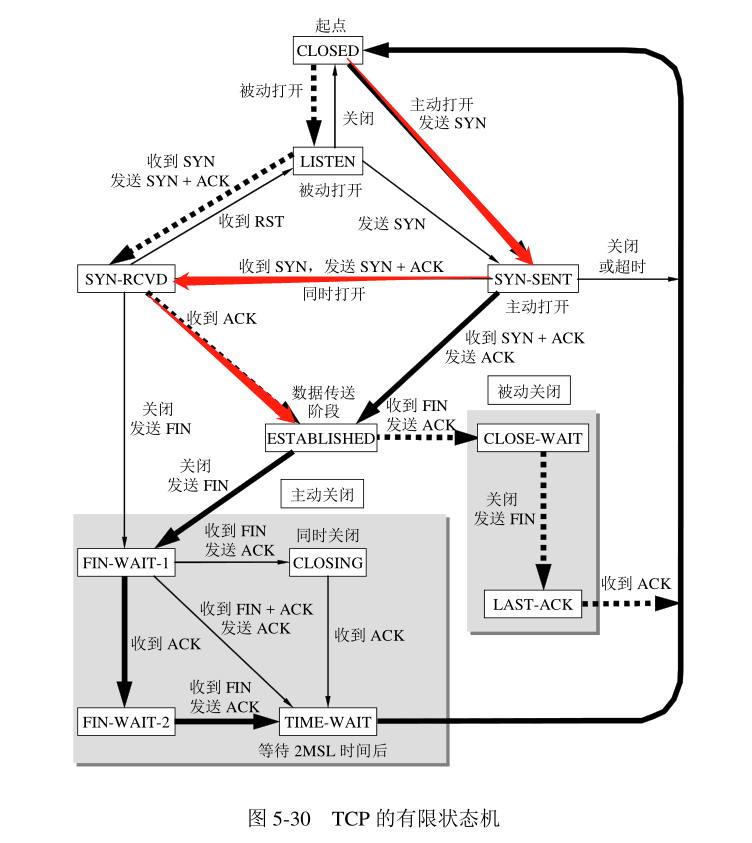 起点
CLOSED
被动打开
关闭
主动打开
发送 SYN
收到 SYN
发送 SYN + ACK
LISTEN
被动打开
收到 RST
发送 SYN
关闭
或超时
SYN-RCVD
收到 SYN，发送 SYN + ACK
同时打开
SYN-SENT
主动打开
收到 ACK
收到 SYN + ACK
发送 ACK
数据传送
阶段
被动关闭
关闭
发送 FIN
ESTABLISHED
收到 FIN
发送 ACK
CLOSE-WAIT
关闭
发送 FIN
主动关闭
关闭
发送 FIN
收到 FIN
发送 ACK
同时关闭
FIN-WAIT-1
CLOSING
LAST-ACK
收到 ACK
收到 FIN + ACK
发送 ACK
收到 ACK
收到 ACK
收到 FIN
发送 ACK
FIN-WAIT-2
TIME-WAIT
等待 2MSL 时间后
图 5-30 TCP 的有限状态机